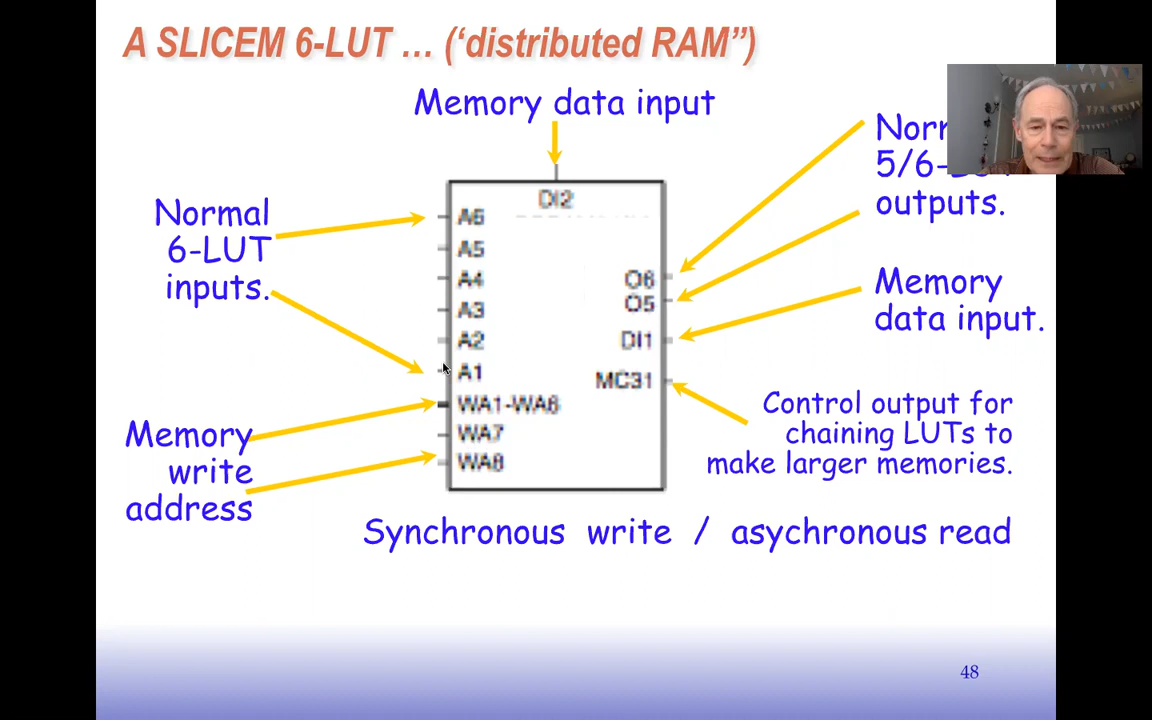 A SLICEM 6-LUT … (‘distributed RAM”)
Memory data input
Normal
6-LUT
inputs.
Memory
write
address
DI2
A6
A5
A4
A3
A2
A1
WA1-WA6
WA7
WA8
O6
O5
DI1
MC31
5/6-
outputs.
Memory
data input.
Control output for
chaining LUTs to
make larger memories.
Synchronous write / asychronous read
48